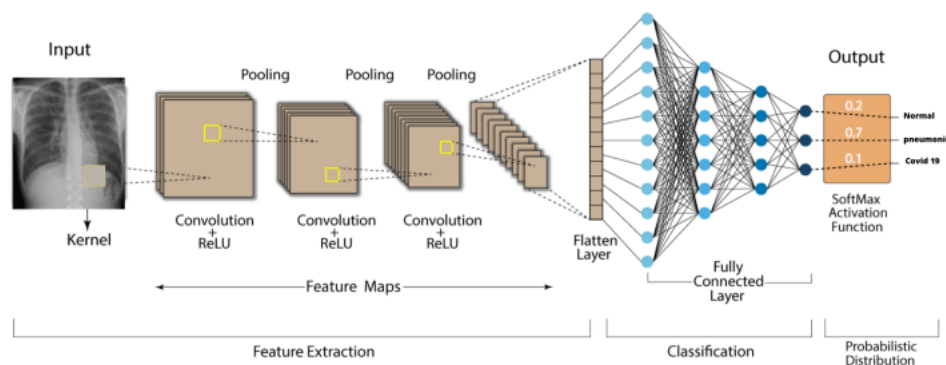 Input
Kernel
Pooling
Pooling
Pooling
Convolution
+
ReLU
Convolution
+
ReLU
Convolution
+
ReLU
Feature Maps
Flatten
Layer
Fully
Connected
Layer
Output
0.2
Normal
0.7
pneumoni
0.1
Covid 19
SoftMax
Activation
Function
Feature Extraction
Classification
Probabilistic
Distribution